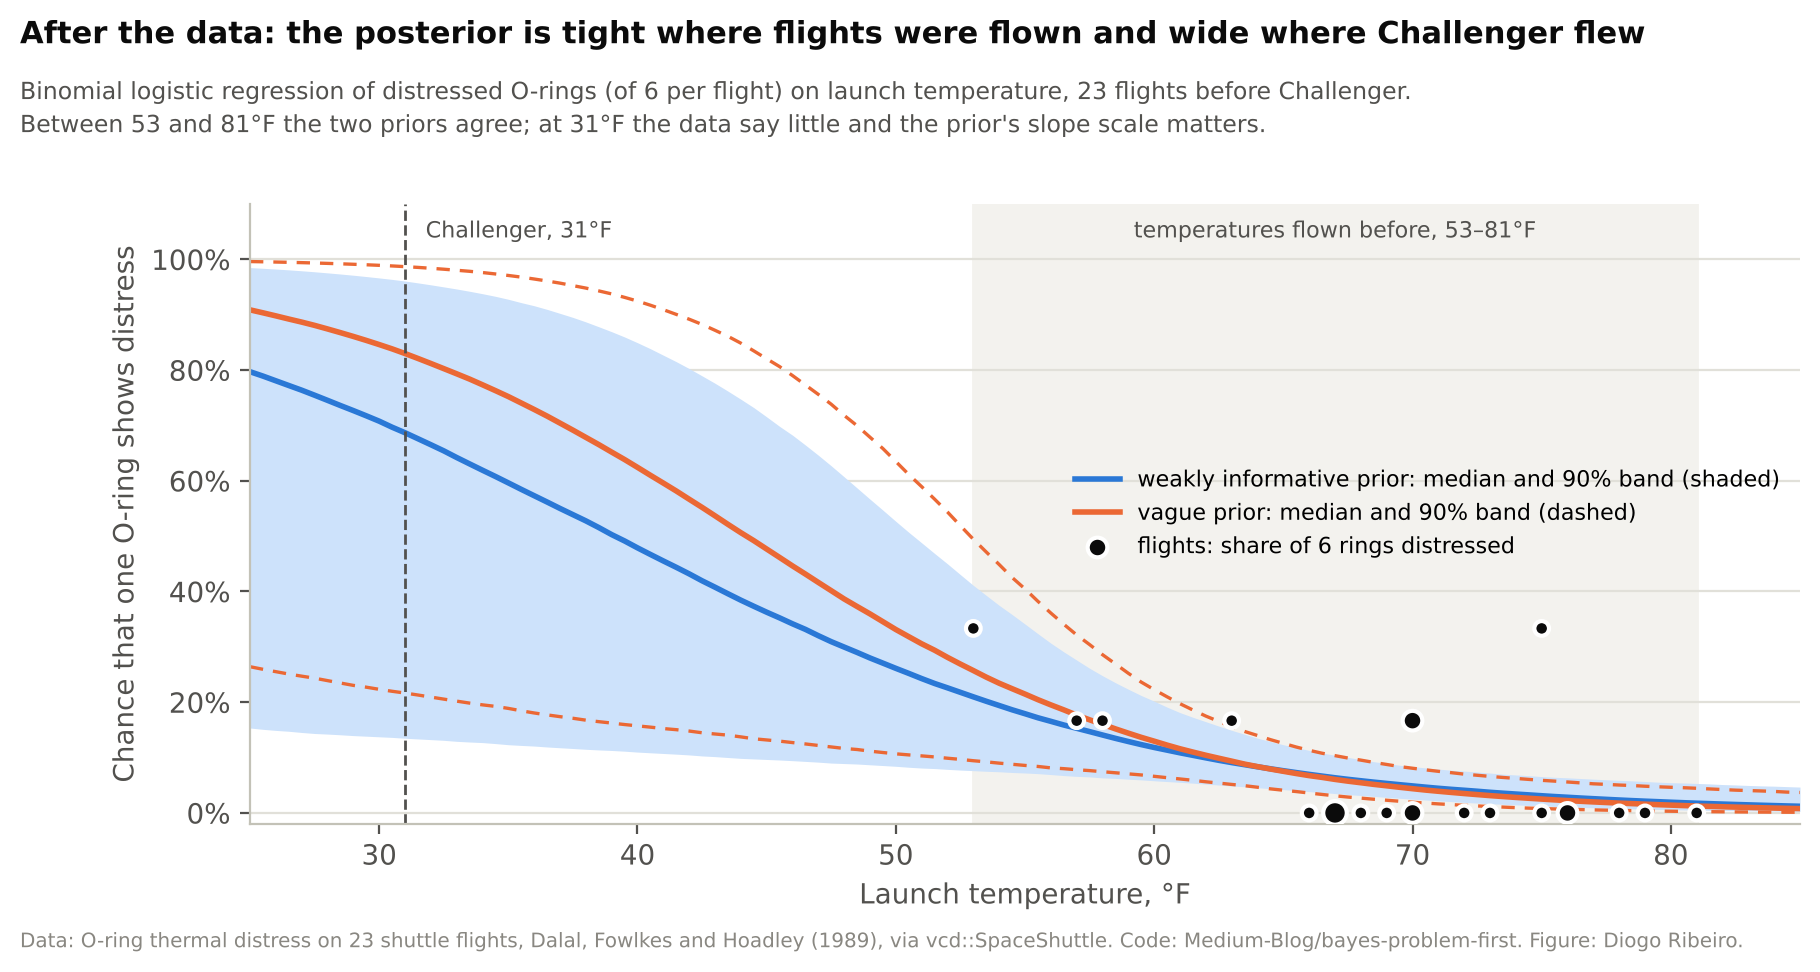 After the data: the posterior is tight where flights were flown and wide where Challenger flew
Binomial logistic regression of distressed O-rings (of 6 per flight) on launch temperature, 23 flights before Challenger.
Between 53 and 81°F the two priors agree; at 31°F the data say little and the prior's slope scale matters.
Challenger, 31°F
temperatures flown before, 53–81°F
Chance that one O-ring shows distress
100%
80%
60%
40%
20%
0%
weakly informative prior: median and 90% band (shaded)
vague prior: median and 90% band (dashed)
flights: share of 6 rings distressed
30
40
50
60
70
80
Launch temperature, °F
Data: O-ring thermal distress on 23 shuttle flights, Dalal, Fowlkes and Hoadley (1989), via vcd::SpaceShuttle. Code: Medium-Blog/bayes-problem-first. Figure: Diogo Ribeiro.